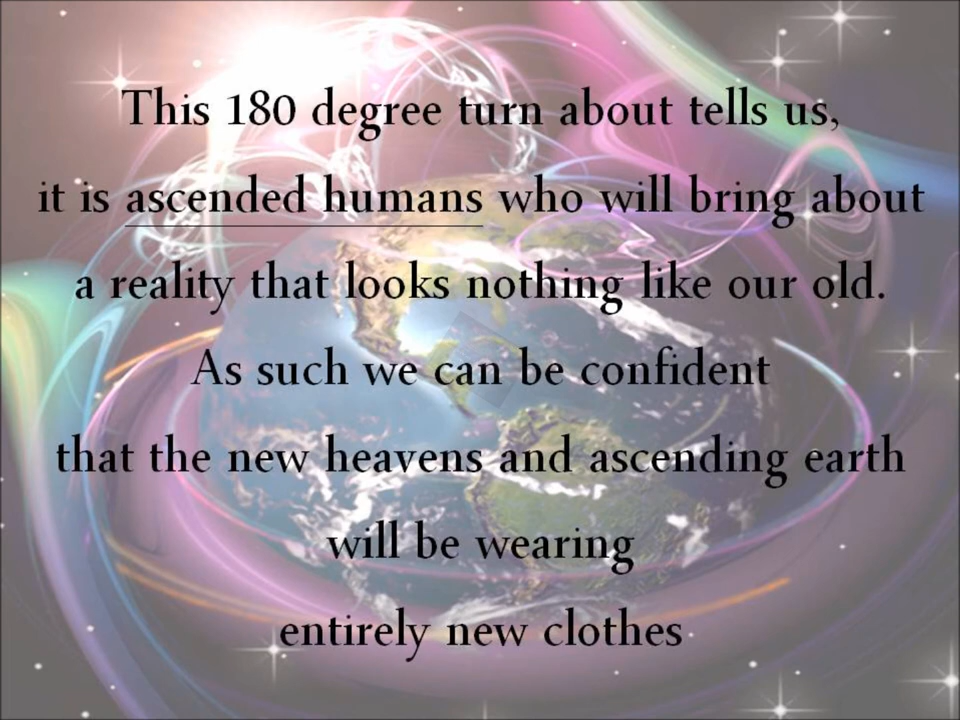 This 180 degree turn about tells us,
it is ascended humans who will bring about
a reality that looks nothing like our old.
As such we can be confident
that the new heavens and ascending earth
will be wearing
entirely new clothes